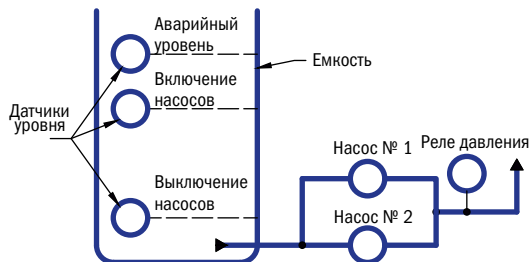 Аварийный
уровень
Включение
насосов
Емкость
Датчики
уровня
Насос № 1
Реле давления
Выключение
насосов
Насос № 2